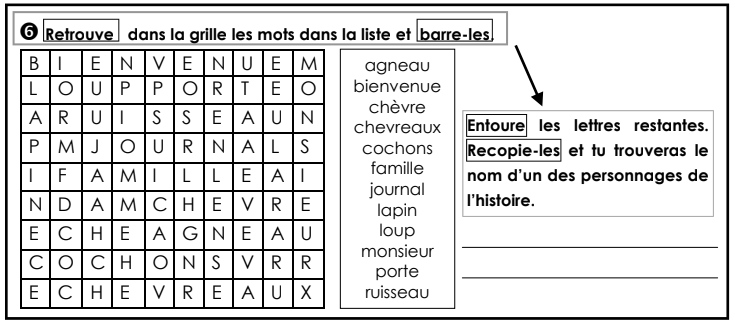 ❻ Retrouve dans la grille les mots dans la liste et barre-les.
B I E N V E N U E M
L O U P P O R T E O
A R U I S S E A U N
P M J O U R N A L S
I F A M I L L E A I
N D A M C H E V R E
E C H E A G N E A U
C O C H O N S V R R
E C H E V R E A U X
agneau
bienvenue
chèvre
chevreaux
cochons
famille
journal
lapin
loup
monsieur
porte
ruisseau
Entoure les lettres restantes.
Recopie-les et tu trouveras le
nom d'un des personnages de
l'histoire.